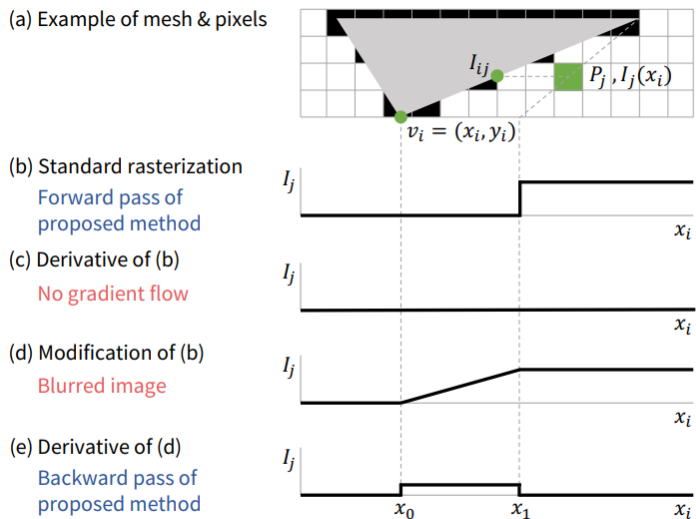 (a) Example of mesh & pixels
I_{ij}
P_j , I_j(x_i)
v_i = (x_i, y_i)
(b) Standard rasterization
Forward pass of
proposed method
I_j
x_i
(c) Derivative of (b)
No gradient flow
I_j
x_i
(d) Modification of (b)
Blurred image
I_j
x_i
(e) Derivative of (d)
Backward pass of
proposed method
I_j
x_0 x_1 x_i